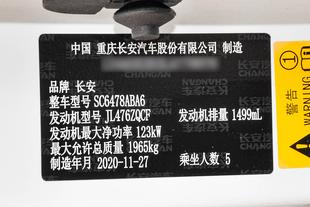 中国 重庆长安汽车股份有限公司 制造
品牌 长安
整车型号 SC6478ABA6
发动机型号 JL476ZQCF 发动机排量 1499mL
发动机最大净功率 123kW
最大允许总质量 1965kg
制造年月 2020-11-27 乘坐人数 5
警告